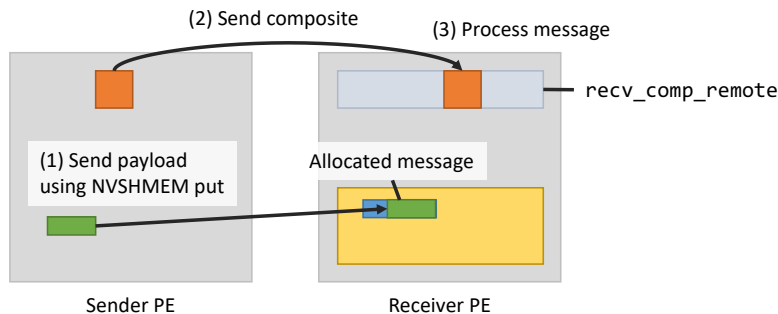 (2) Send composite
(3) Process message
recv_comp_remote
(1) Send payload
using NVSHMEM put
Allocated message
Sender PE
Receiver PE